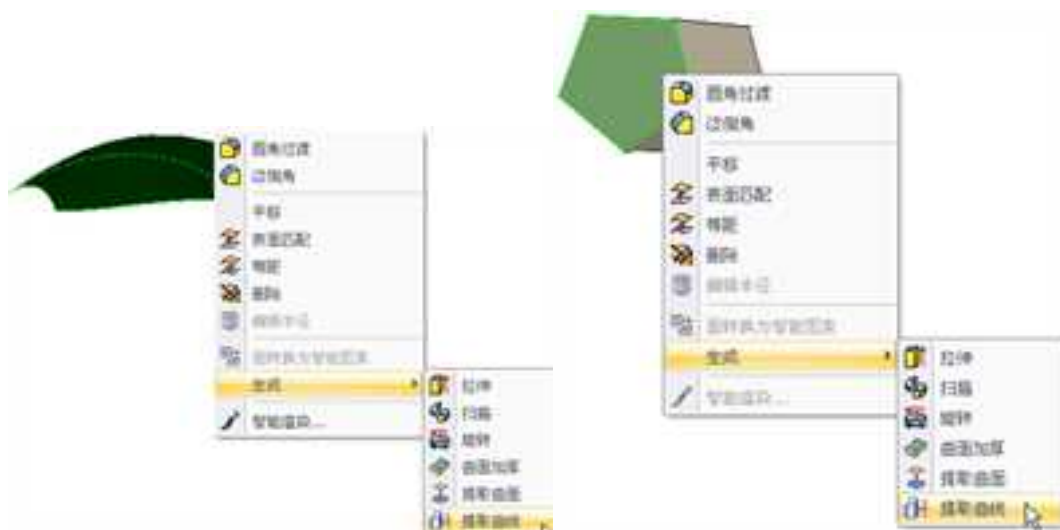 圆角过渡
边倒角
平移
表面匹配
等距
删除
编辑半径
面转换为智能图素
生成
智能渲染...
拉伸
扫描
旋转
曲面加厚
提取曲面
提取曲线
圆角过渡
边倒角
平移
表面匹配
等距
删除
编辑半径
面转换为智能图素
生成
智能渲染...
拉伸
扫描
旋转
曲面加厚
提取曲面
提取曲线